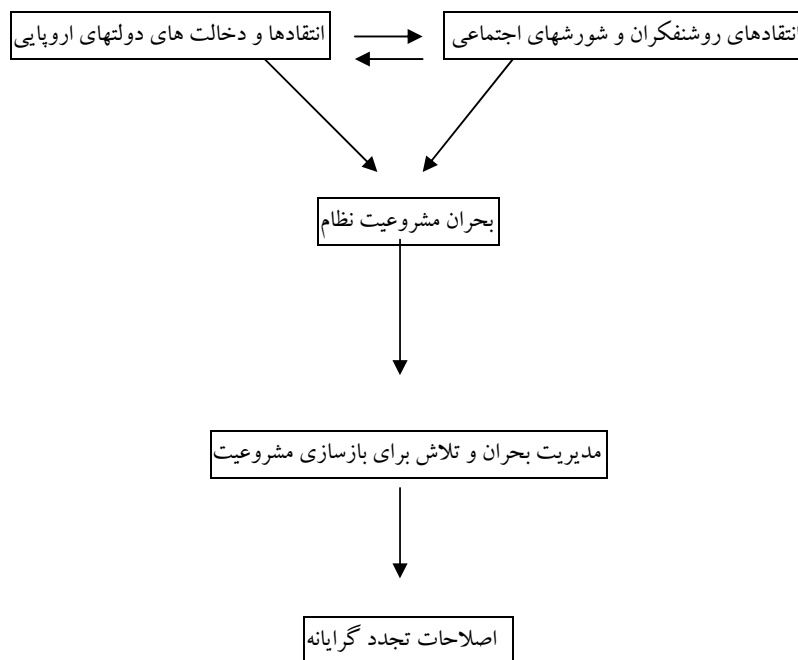 انتقادهای روشنفکران و شورشهای اجتماعی
انتقادها و دخالت های دولتهای اروپایی
بحران مشروعیت نظام
مدیریت بحران و تلاش برای بازسازی مشروعیت
اصلاحات تجدد گرایانه